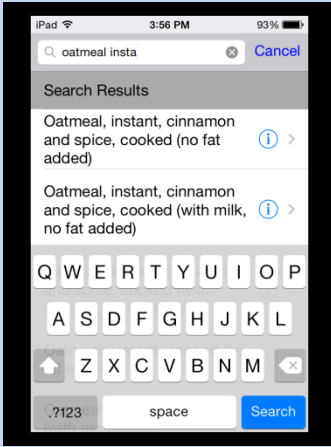 iPad 3:56 PM 93%
oatmeal insta Cancel
Search Results
Oatmeal, instant, cinnamon
and spice, cooked (no fat
added)
Oatmeal, instant, cinnamon
and spice, cooked (with milk,
no fat added)
Q W E R T Y U I O P
A S D F G H J K L
Z X C V B N M
.?123 space Search